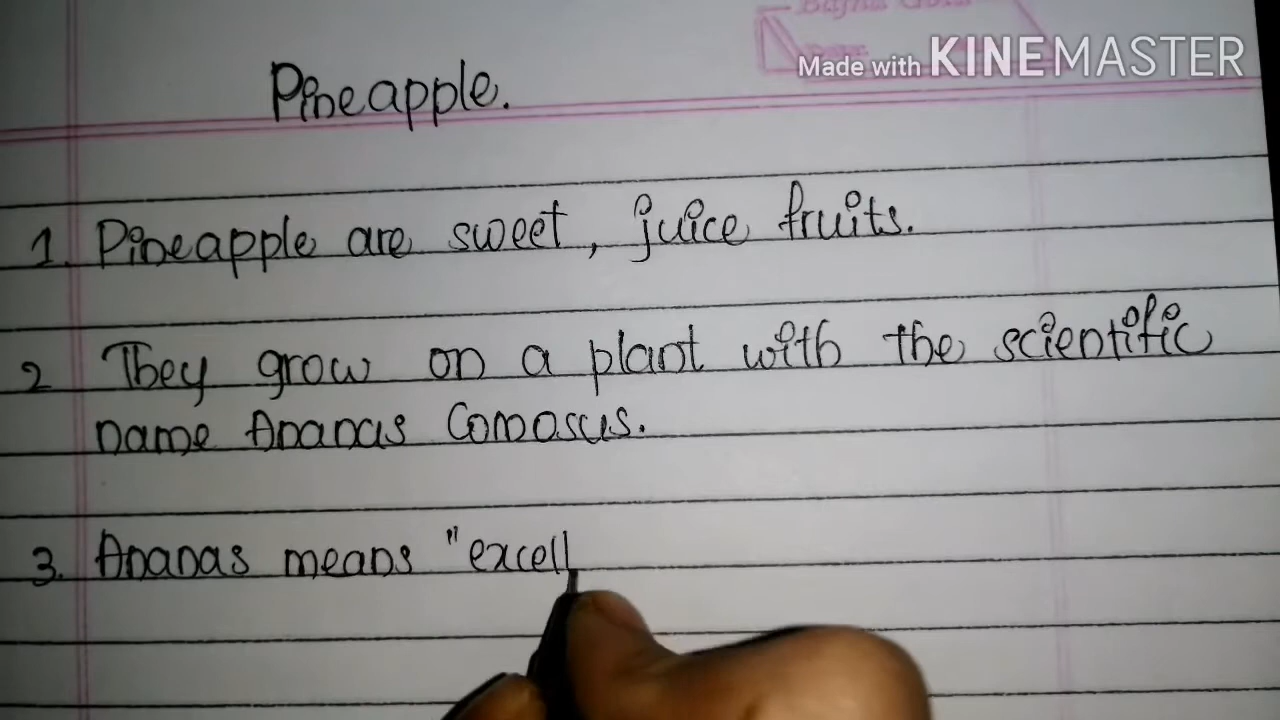 Made with KINEMASTER
Pineapple.
1. Pineapple are sweet, juice fruits.
2 They grow on a plant with the scientific
name Ananas Comosus.
3. Ananas means "excell